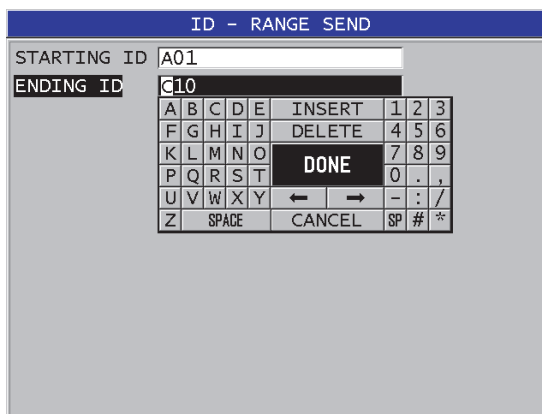 ID – RANGE SEND
STARTING ID A01
ENDING ID C10
A B C D E INSERT 1 2 3
F G H I J DELETE 4 5 6
K L M N O DONE 7 8 9
P Q R S T 0 . ,
U V W X Y ← → – : /
Z SPACE CANCEL SP # *